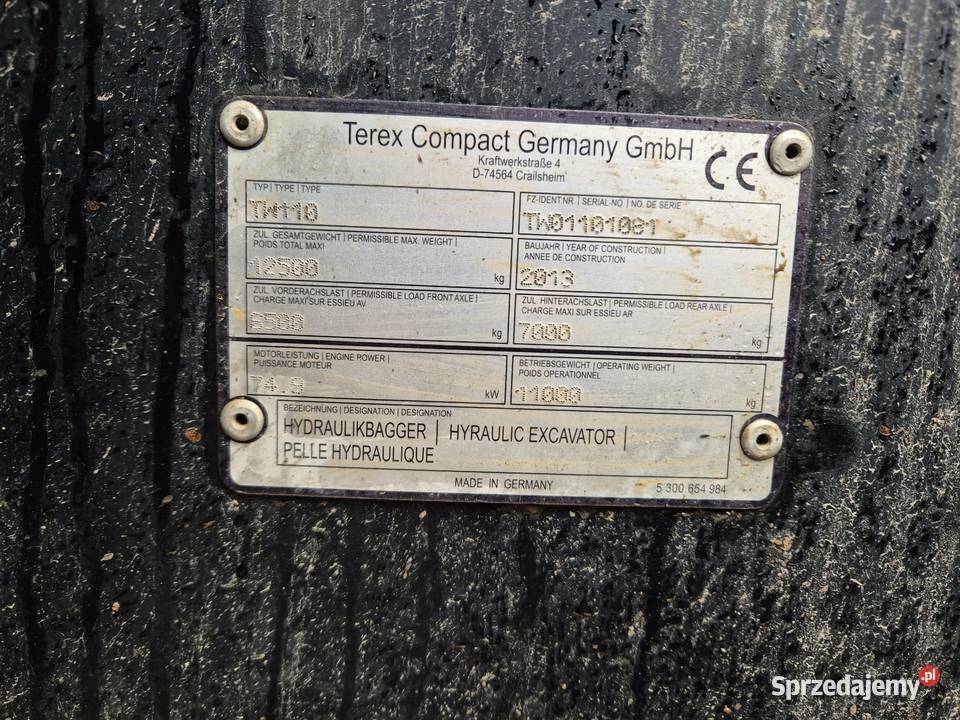 Terex Compact Germany GmbH
Kraftwerkstraße 4
D-74564 Crailsheim
CE
TYP | TYPE | TYPE
TW110
FZ-IDENT.NR. | SERIAL-NO | NO. DE SERIE
TW01101081
ZUL. GESAMTGEWICHT | PERMISSIBLE MAX. WEIGHT |
POIDS TOTAL MAXI
12500 kg
BAUJAHR | YEAR OF CONSTRUCTION |
ANNEE DE CONSTRUCTION
2013
ZUL. VORDERACHSLAST | PERMISSIBLE LOAD FRONT AXLE |
CHARGE MAXI SUR ESSIEU AV
6500 kg
ZUL. HINTERACHSLAST | PERMISSIBLE LOAD REAR AXLE |
CHARGE MAXI SUR ESSIEU AR
7000 kg
MOTORLEISTUNG | ENGINE POWER |
PUISSANCE MOTEUR
74.9 kW
BETRIEBSGEWICHT | OPERATING WEIGHT |
POIDS OPERATIONNEL
11000 kg
BEZEICHNUNG | DESIGNATION | DESIGNATION
HYDRAULIKBAGGER | HYRAULIC EXCAVATOR |
PELLE HYDRAULIQUE
MADE IN GERMANY
5 300 654 984
Sprzedajemy.pl